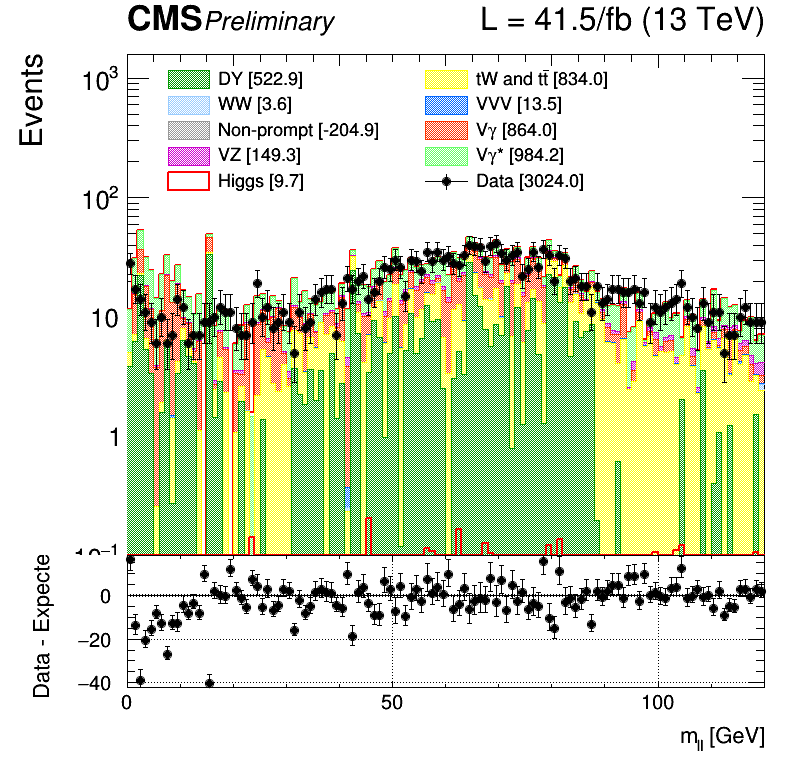 CMS Preliminary L = 41.5/fb (13 TeV)
Events
10³
10²
10
1
10⁻¹
DY [522.9]
WW [3.6]
Non-prompt [-204.9]
VZ [149.3]
Higgs [9.7]
tW and tt̄ [834.0]
VVV [13.5]
Vγ [864.0]
Vγ* [984.2]
Data [3024.0]
Data - Expecte
0
−20
−40
0 50 100
m_ll [GeV]